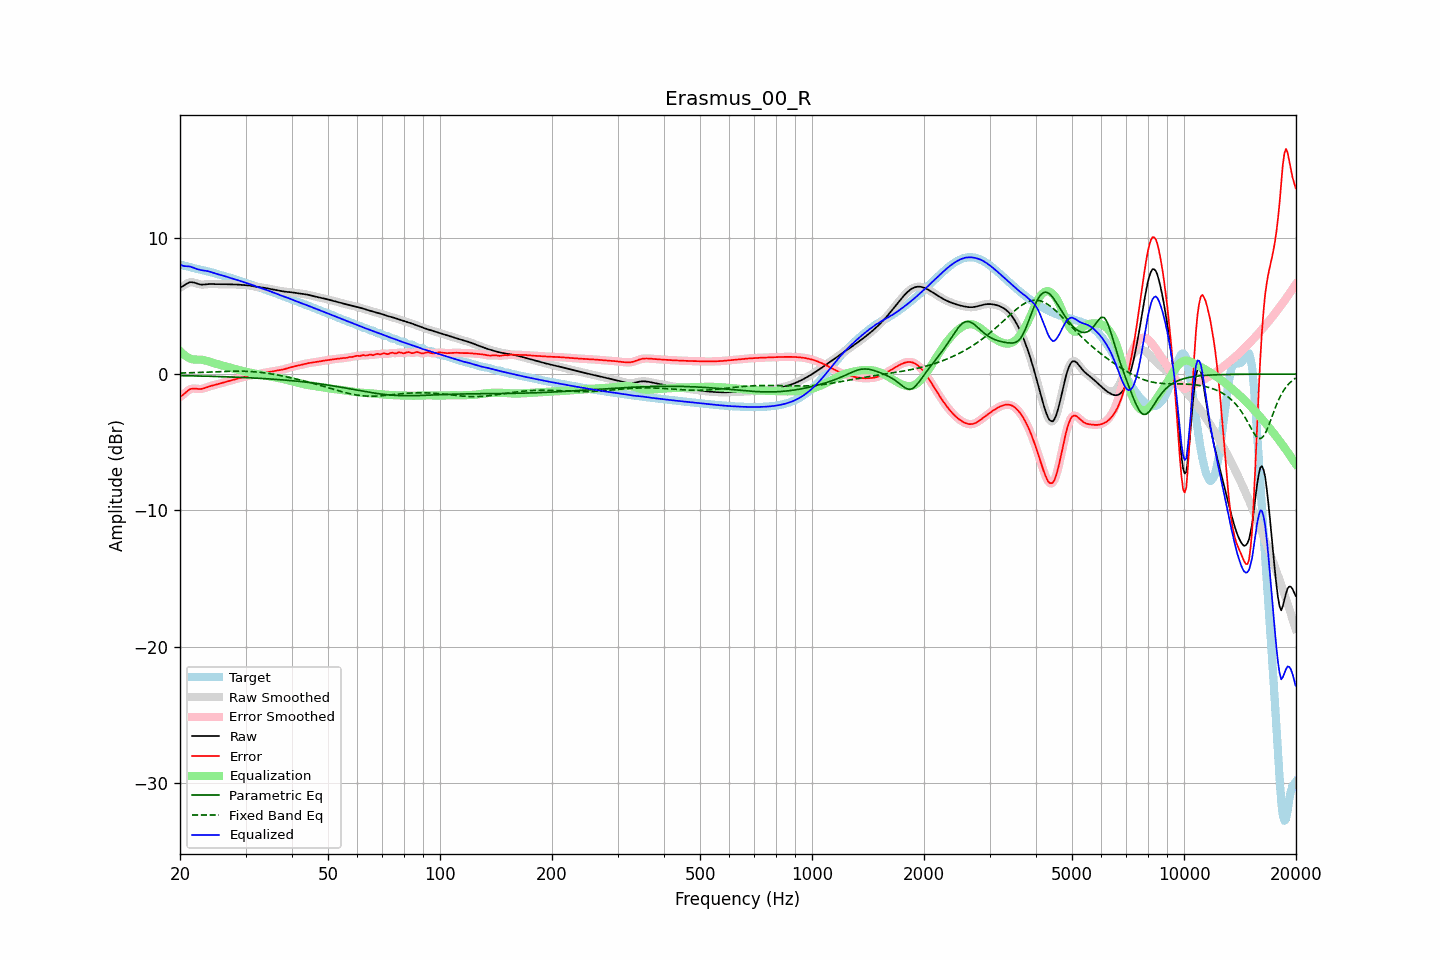 Erasmus_00_R
Amplitude (dBr)
10
0
−10
−20
−30
Target
Raw Smoothed
Error Smoothed
Raw
Error
Equalization
Parametric Eq
Fixed Band Eq
Equalized
20 50 100 200 500 1000 2000 5000 10000 20000
Frequency (Hz)